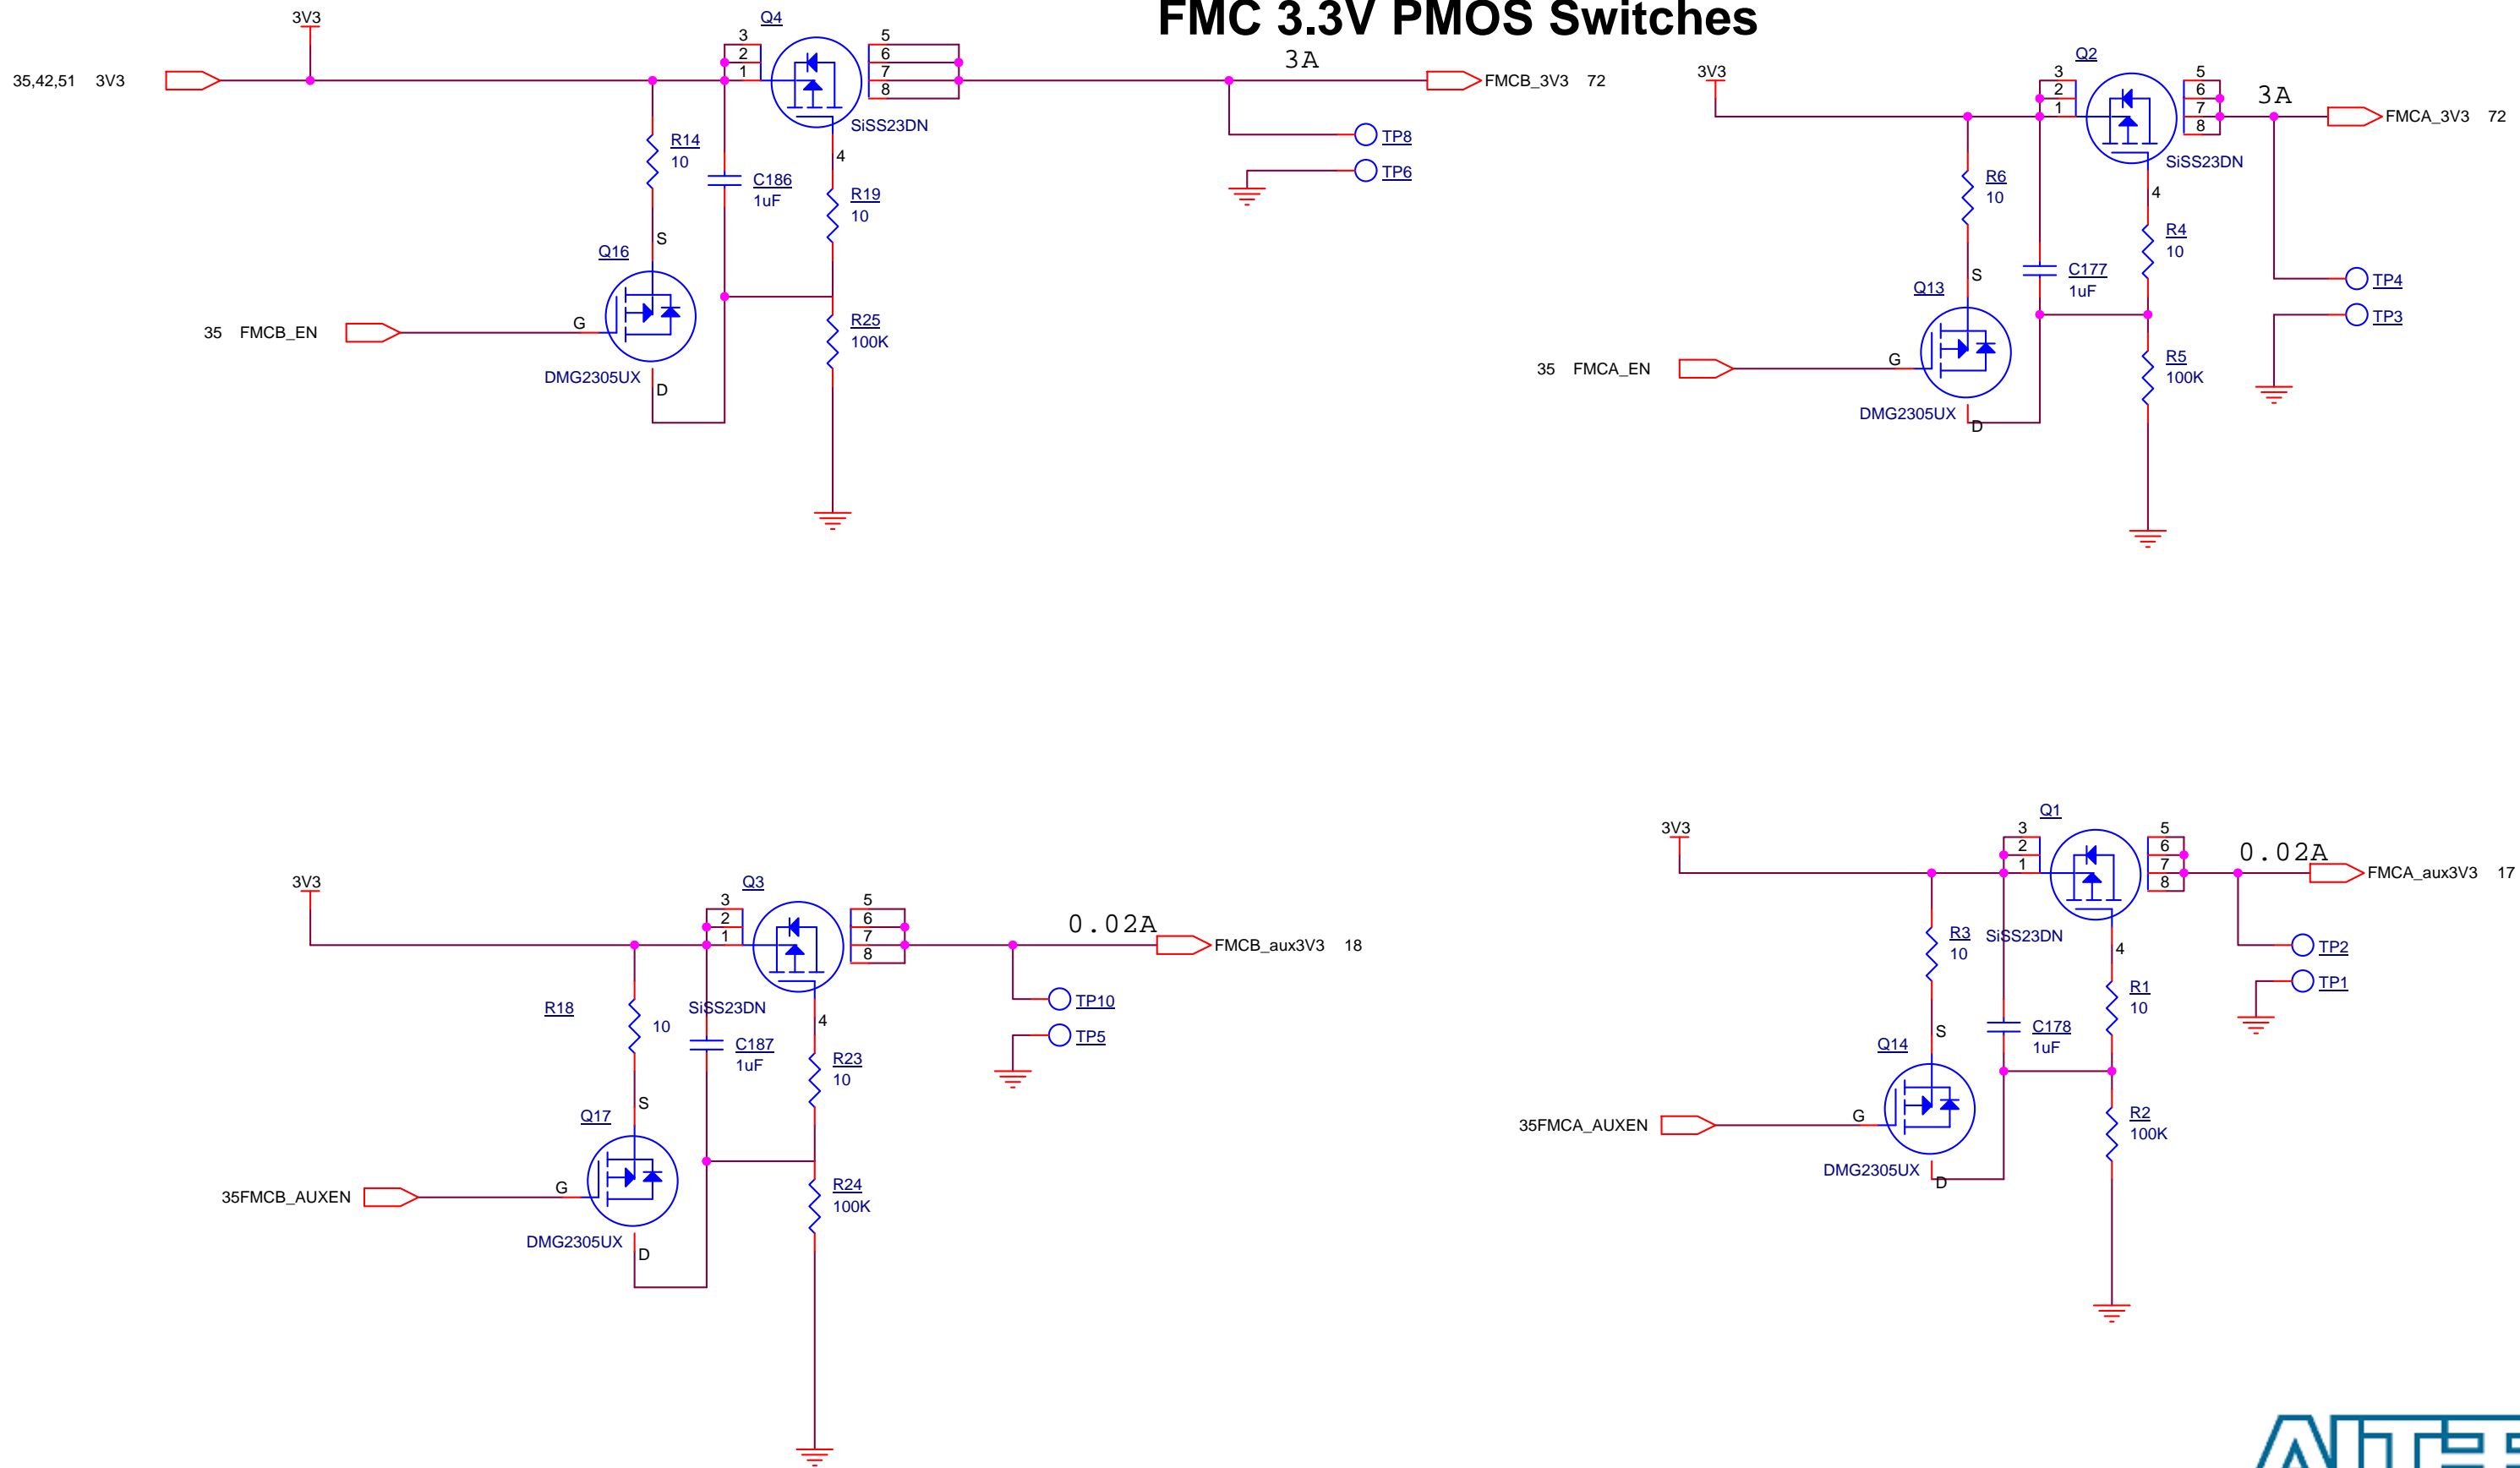 FMC 3.3V PMOS Switches
3V3
35,42,51 3V3
Q4
3
2
1
5
6
7
8
SiSS23DN
4
3A
FMCB_3V3 72
TP8
TP6
R14
10
C186
1uF
R19
10
Q16
S
G
D
35 FMCB_EN
DMG2305UX
R25
100K
3V3
Q2
3
2
1
5
6
7
8
SiSS23DN
4
3A
FMCA_3V3 72
R6
10
R4
10
C177
1uF
TP4
TP3
Q13
S
G
D
35 FMCA_EN
DMG2305UX
R5
100K
3V3
Q3
3
2
1
5
6
7
8
SiSS23DN
4
0.02A
FMCB_aux3V3 18
TP10
TP5
R18
10
C187
1uF
R23
10
Q17
S
G
D
35FMCB_AUXEN
DMG2305UX
R24
100K
3V3
Q1
3
2
1
5
6
7
8
SiSS23DN
4
0.02A
FMCA_aux3V3 17
TP2
TP1
R3
10
R1
10
C178
1uF
Q14
S
G
D
35FMCA_AUXEN
DMG2305UX
R2
100K